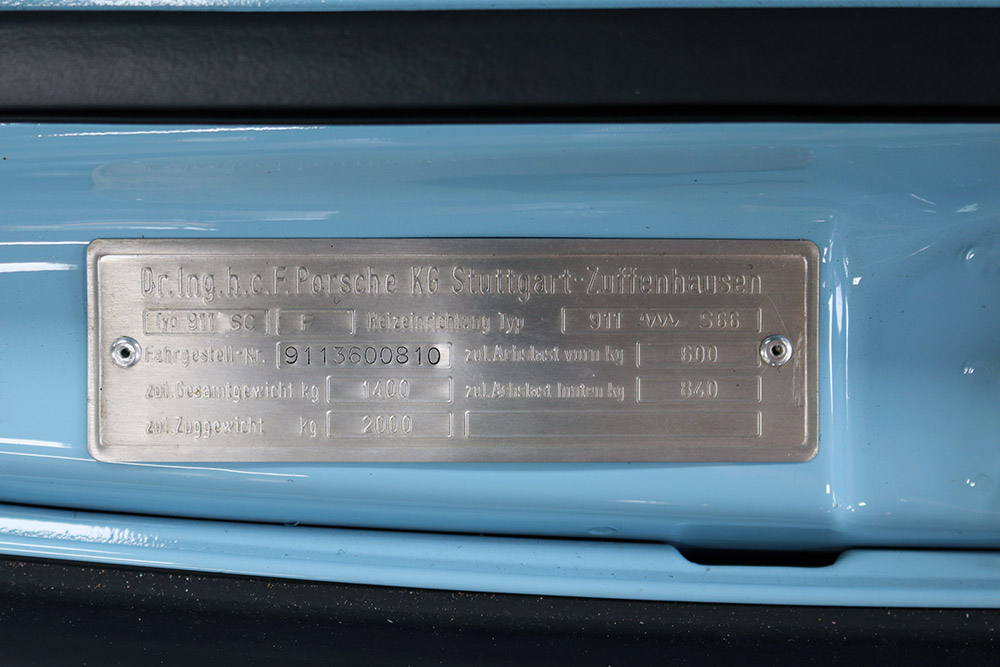 Dr.Ing.h.c.F.Porsche KG Stuttgart-Zuffenhausen
Typ 911 SC F Heizeinrichtung Typ 911 S66
Fahrgestell-Nr. 9113600810 zul.Achslast vorn kg 600
zul.Gesamtgewicht kg 1400 zul.Achslast hinten kg 840
zul.Zuggewicht kg 2000